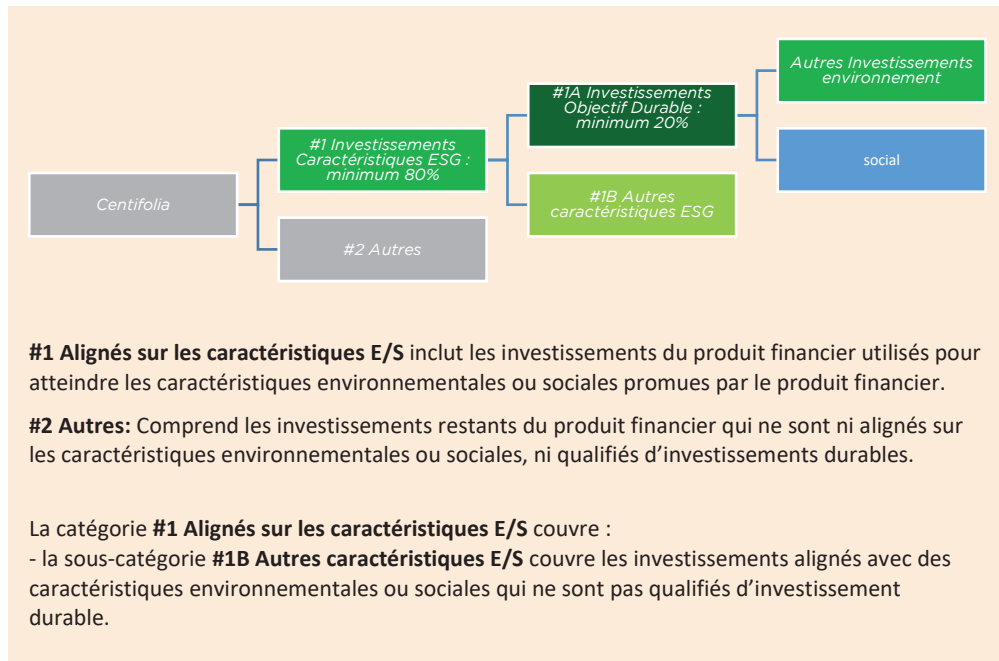 Autres Investissements
environnement
#1A Investissements
Objectif Durable :
minimum 20%
#1 Investissements
Caractéristiques ESG :
minimum 80%
social
Centifolia
#1B Autres
caractéristiques ESG
#2 Autres
#1 Alignés sur les caractéristiques E/S inclut les investissements du produit financier utilisés pour
atteindre les caractéristiques environnementales ou sociales promues par le produit financier.
#2 Autres: Comprend les investissements restants du produit financier qui ne sont ni alignés sur
les caractéristiques environnementales ou sociales, ni qualifiés d’investissements durables.
La catégorie #1 Alignés sur les caractéristiques E/S couvre :
- la sous-catégorie #1B Autres caractéristiques E/S couvre les investissements alignés avec des
caractéristiques environnementales ou sociales qui ne sont pas qualifiés d’investissement
durable.